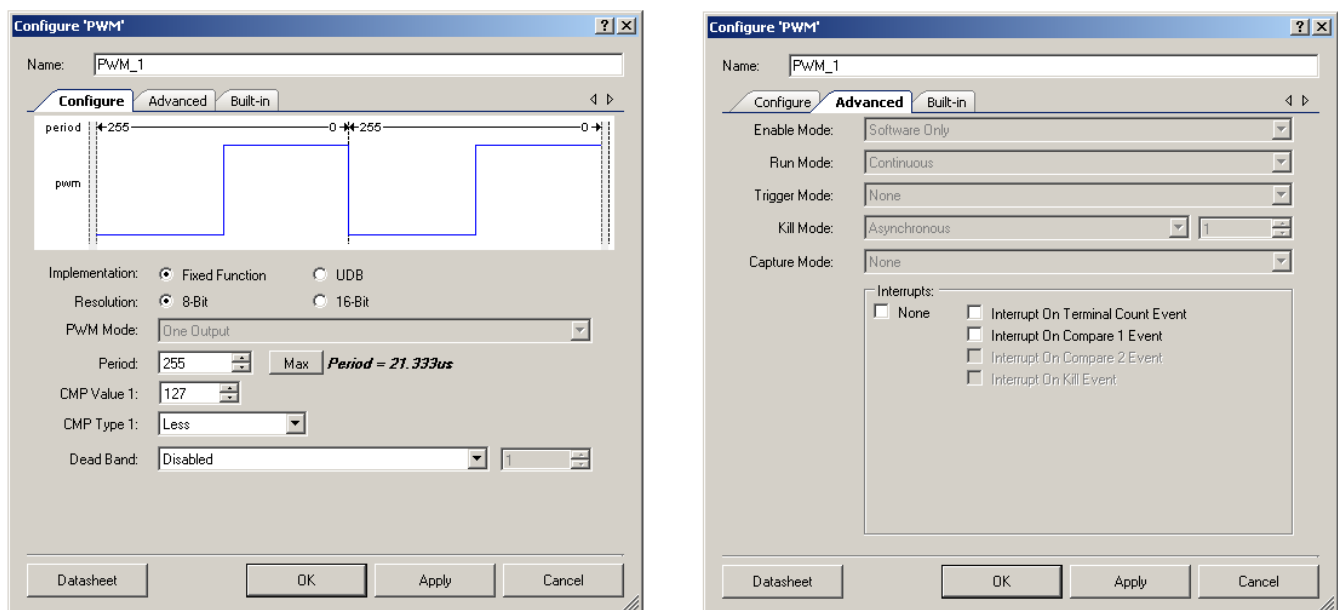 Configure 'PWM'
Name: PWM_1
Configure Advanced Built-in
period 255 0 255 0
pwm
Implementation: Fixed Function UDB
Resolution: 8-Bit 16-Bit
PWM Mode: One Output
Period: 255 Max Period = 21.333us
CMP Value 1: 127
CMP Type 1: Less
Dead Band: Disabled 1
Datasheet OK Apply Cancel
Configure 'PWM'
Name: PWM_1
Configure Advanced Built-in
Enable Mode: Software Only
Run Mode: Continuous
Trigger Mode: None
Kill Mode: Asynchronous 1
Capture Mode: None
Interrupts:
None Interrupt On Terminal Count Event
Interrupt On Compare 1 Event
Interrupt On Compare 2 Event
Interrupt On Kill Event
Datasheet OK Apply Cancel